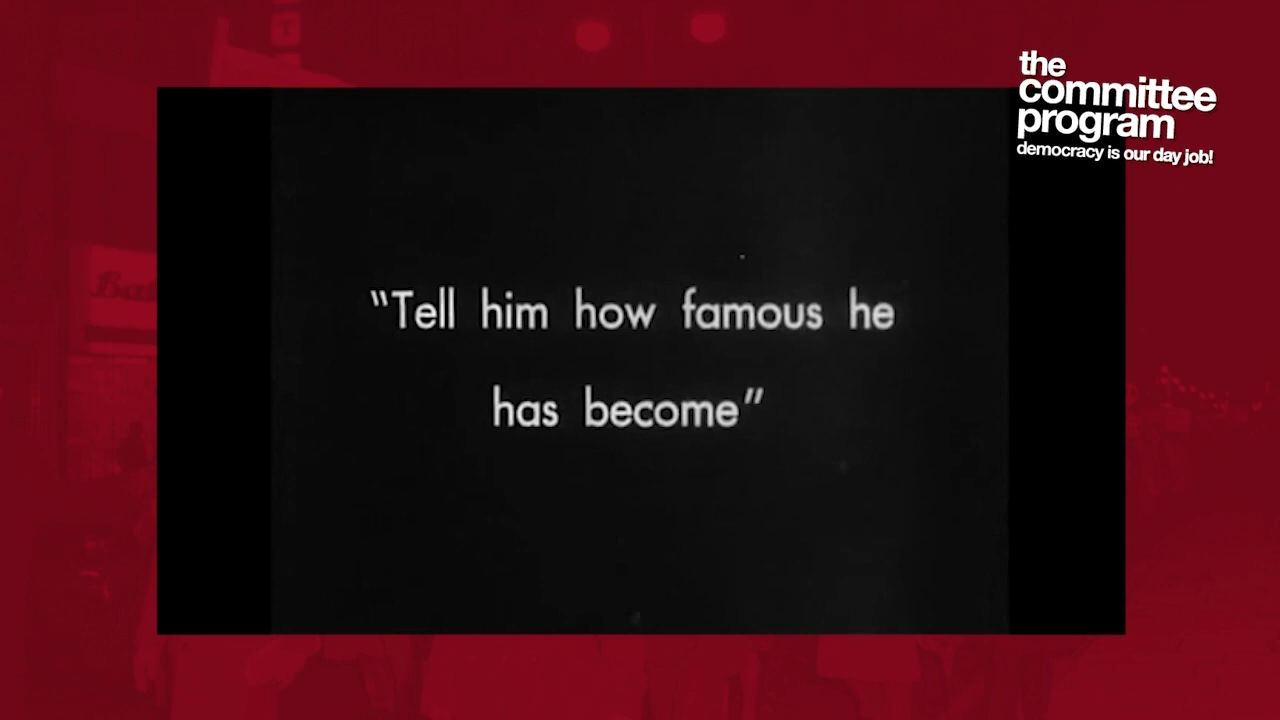 the
committee
program
democracy is our day job!
"Tell him how famous he
has become"